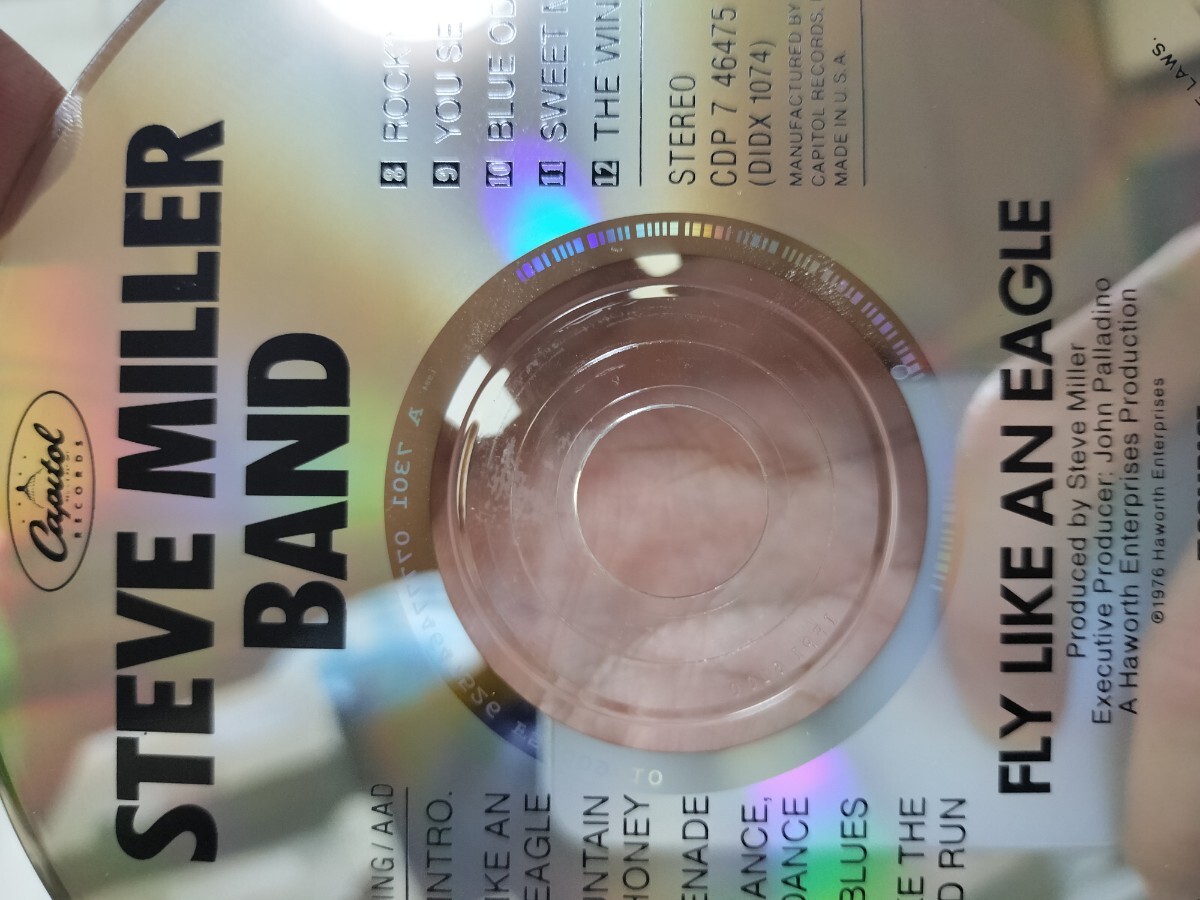 Capitol
RECORDS
STEVE MILLER
BAND
ING/AAD
INTRO.
IKE AN
EAGLE
UNTAIN
HONEY
ENADE
ANCE,
DANCE
BLUES
KE THE
D RUN
8 ROCK
9 YOU SE
10 BLUE OD
11 SWEET M
12 THE WIN
STEREO
CDP 7 46475
(DIDX 1074)
MANUFACTURED BY
CAPITOL RECORDS,
MADE IN U.S.A.
FLY LIKE AN EAGLE
Produced by Steve Miller
Executive Producer: John Palladino
A Haworth Enterprises Production
©1976 Haworth Enterprises
LAWS.